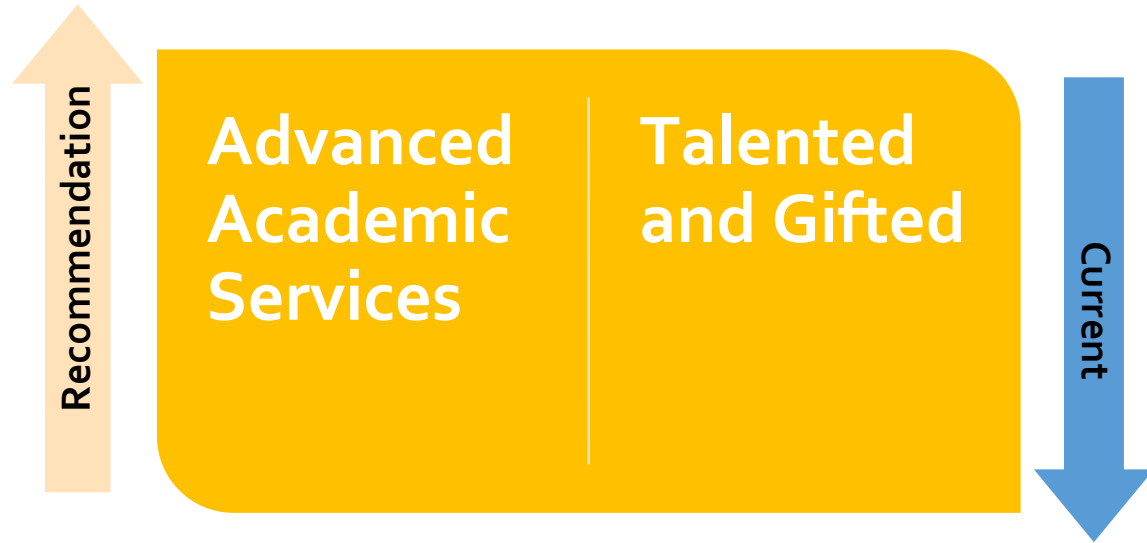 Recommendation
Advanced
Academic
Services
Talented
and Gifted
Current